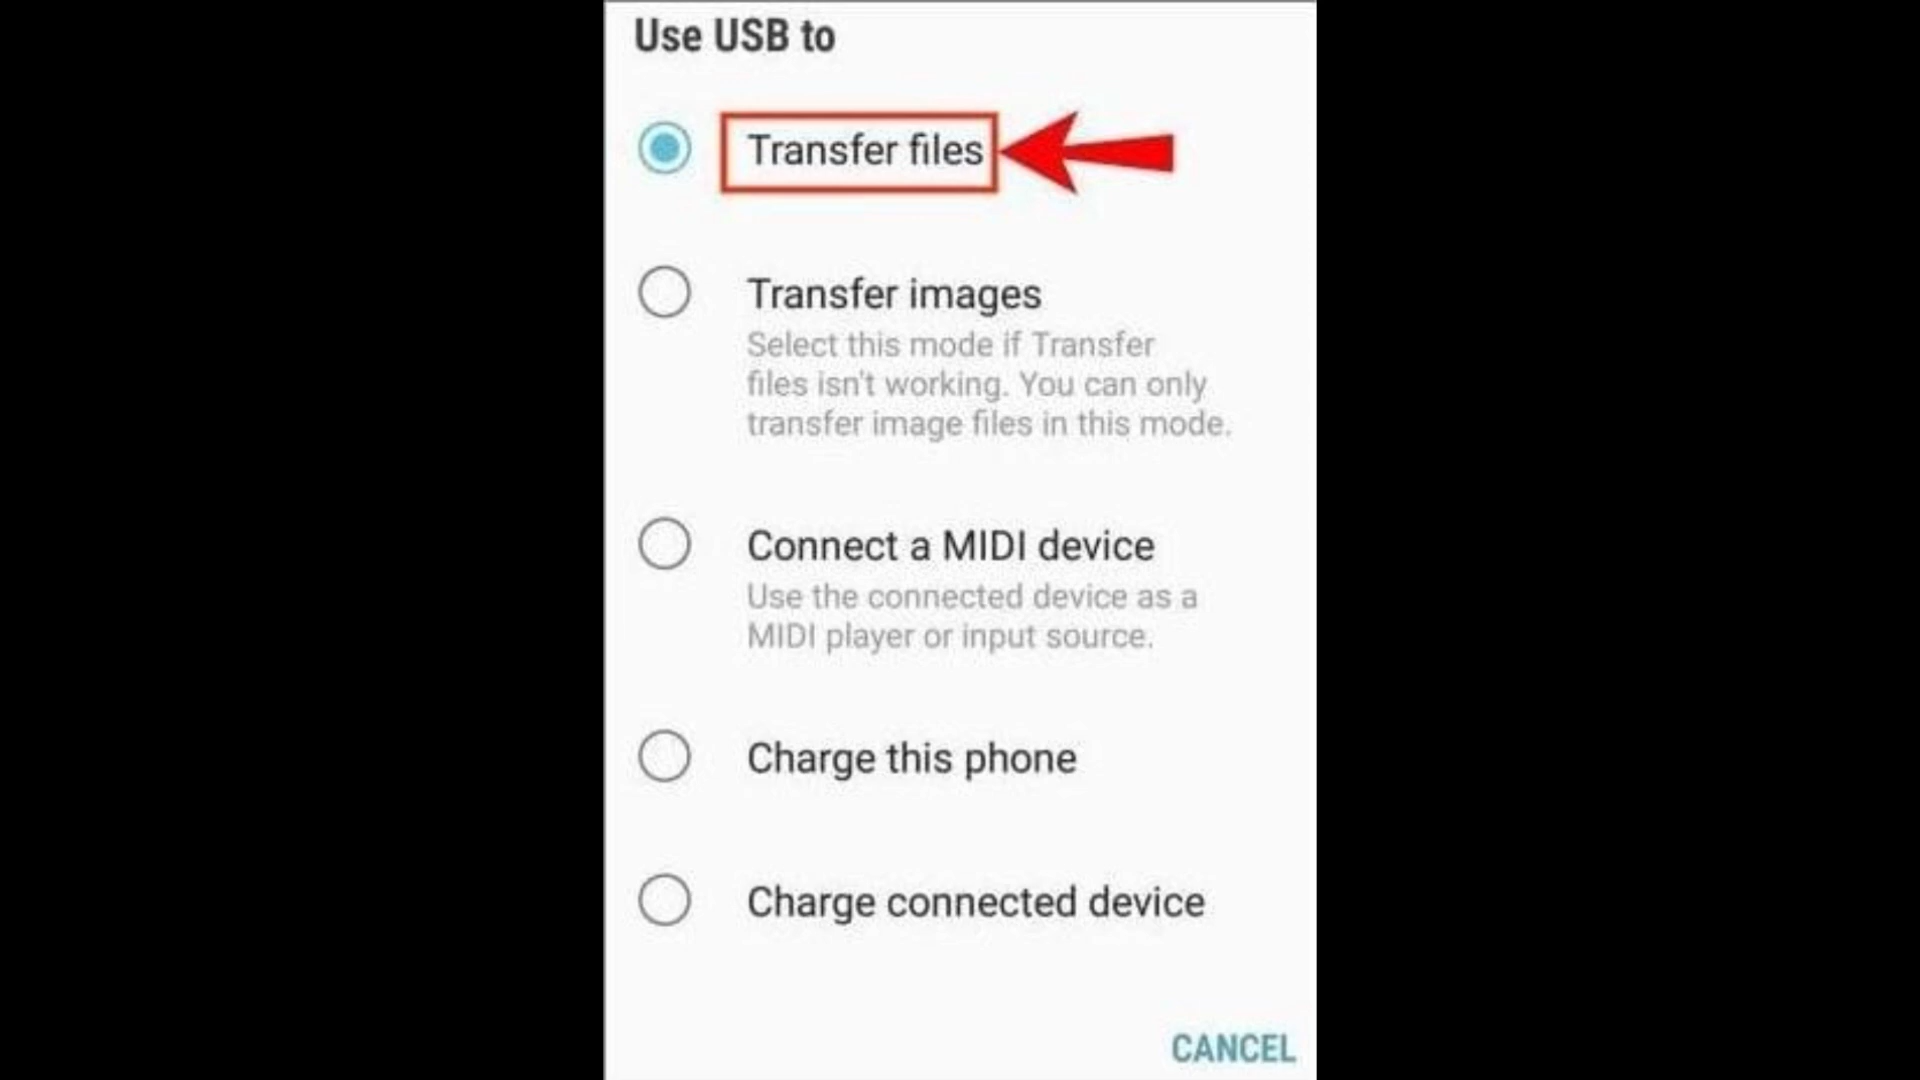 Use USB to
Transfer files
Transfer images
Select this mode if Transfer
files isn't working. You can only
transfer image files in this mode.
Connect a MIDI device
Use the connected device as a
MIDI player or input source.
Charge this phone
Charge connected device
CANCEL